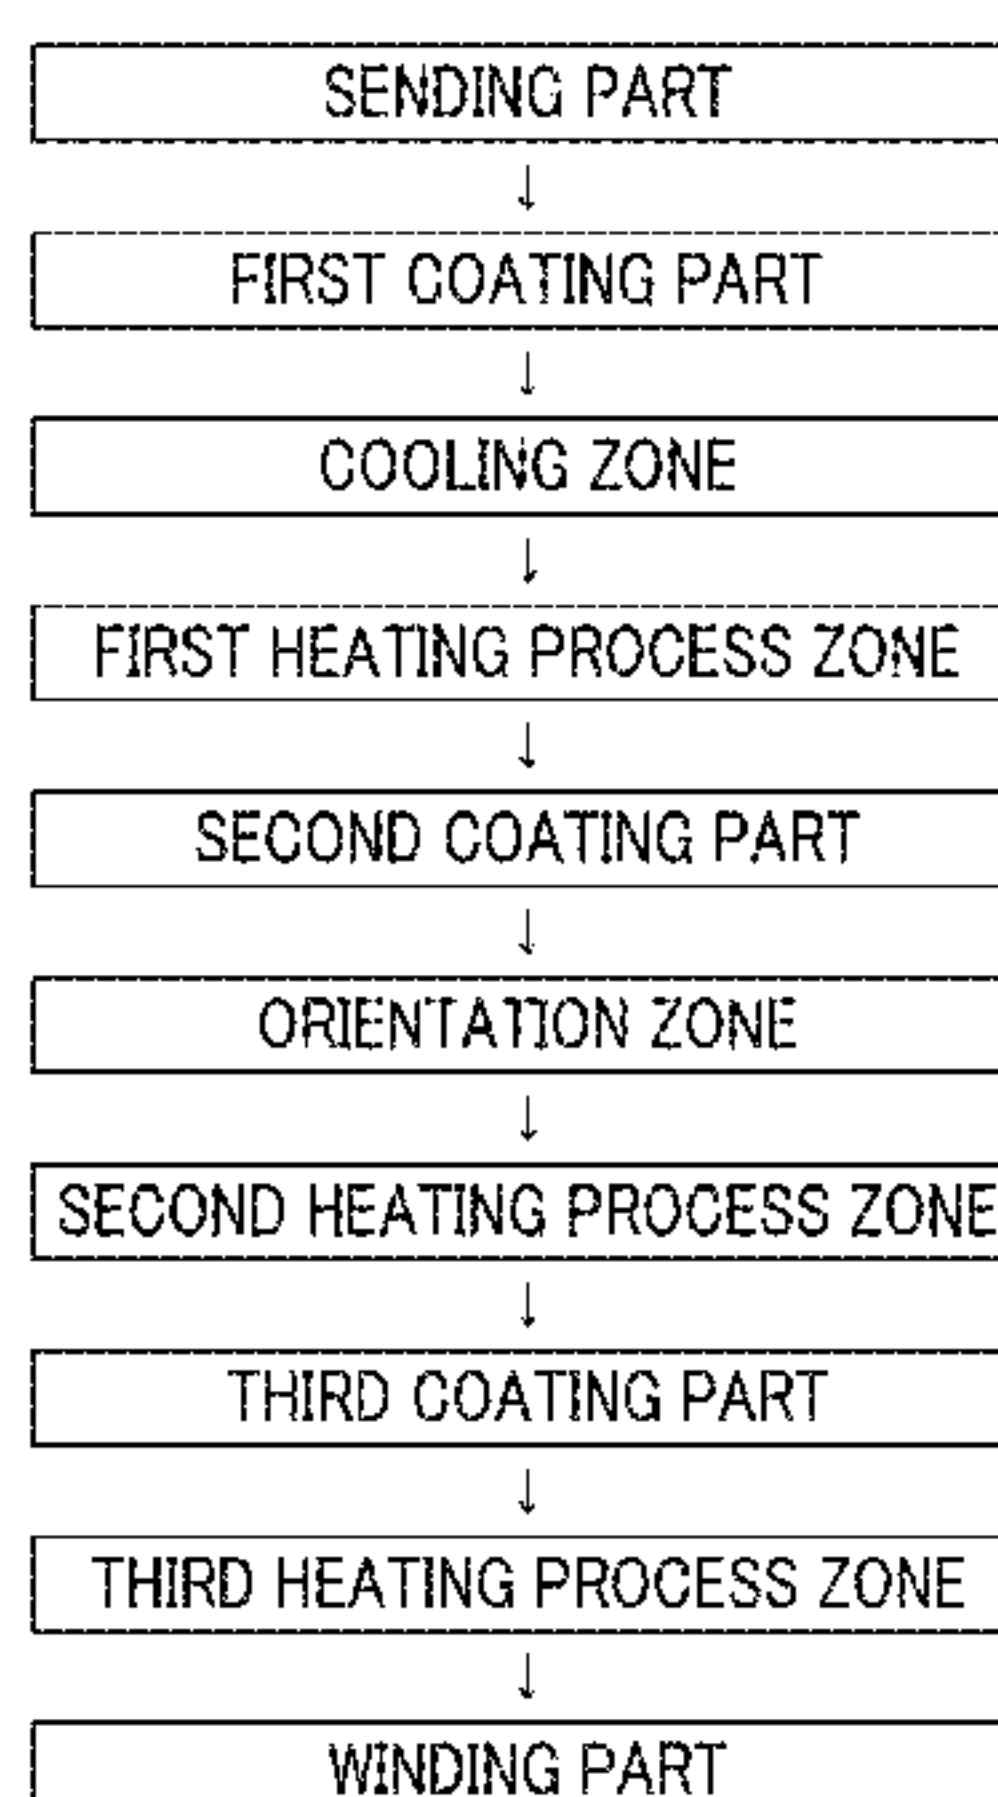 SENDING PART
↓
FIRST COATING PART
↓
COOLING ZONE
↓
FIRST HEATING PROCESS ZONE
↓
SECOND COATING PART
↓
ORIENTATION ZONE
↓
SECOND HEATING PROCESS ZONE
↓
THIRD COATING PART
↓
THIRD HEATING PROCESS ZONE
↓
WINDING PART